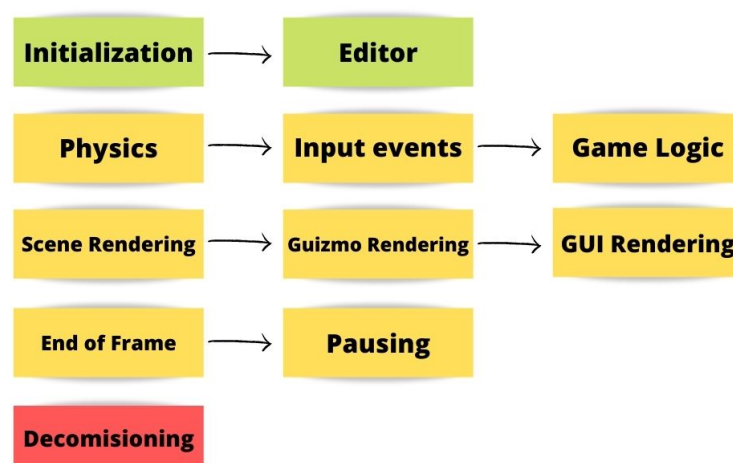 Initialization
Editor
Physics
Input events
Game Logic
Scene Rendering
Guizmo Rendering
GUI Rendering
End of Frame
Pausing
Decomisioning